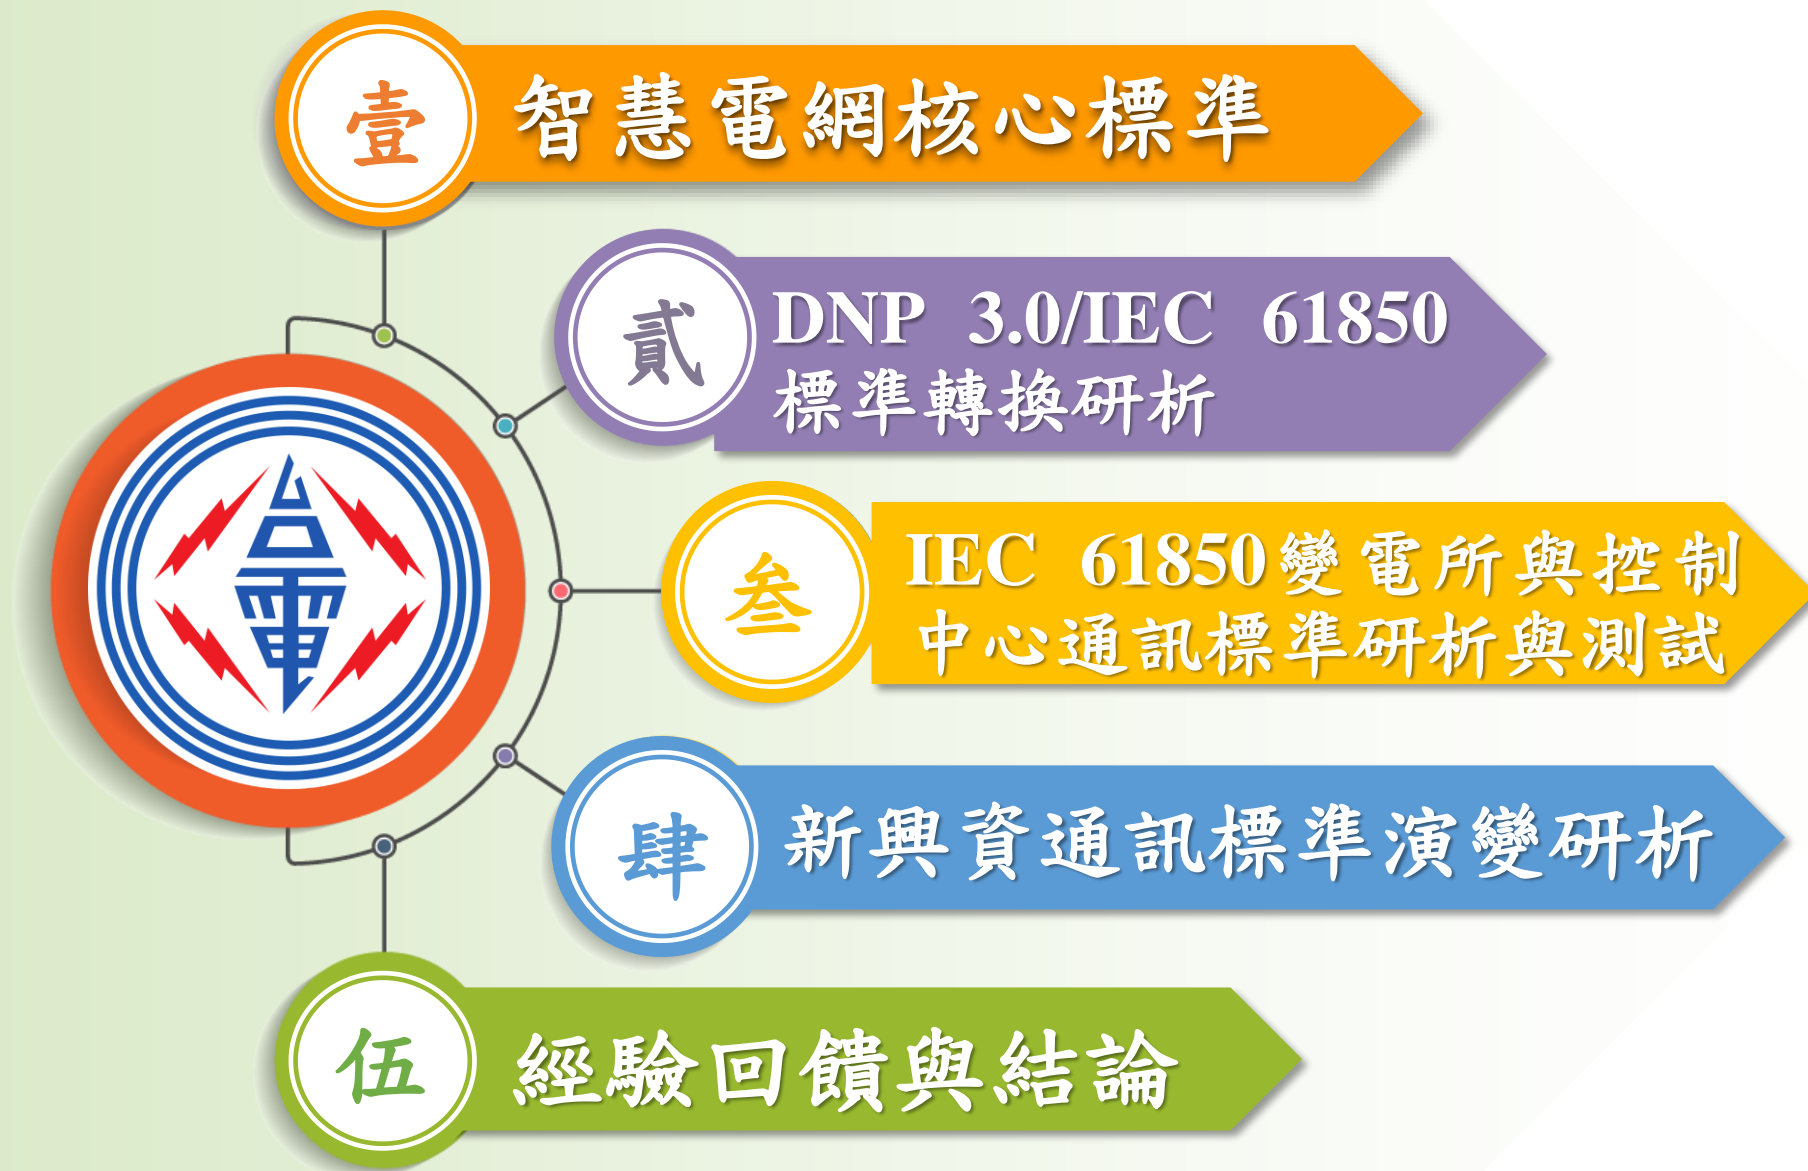 壹
智慧電網核心標準
貳
DNP 3.0/IEC 61850
標準轉換研析
叁
IEC 61850變電所與控制
中心通訊標準研析與測試
台電
肆
新興資通訊標準演變研析
伍
經驗回饋與結論